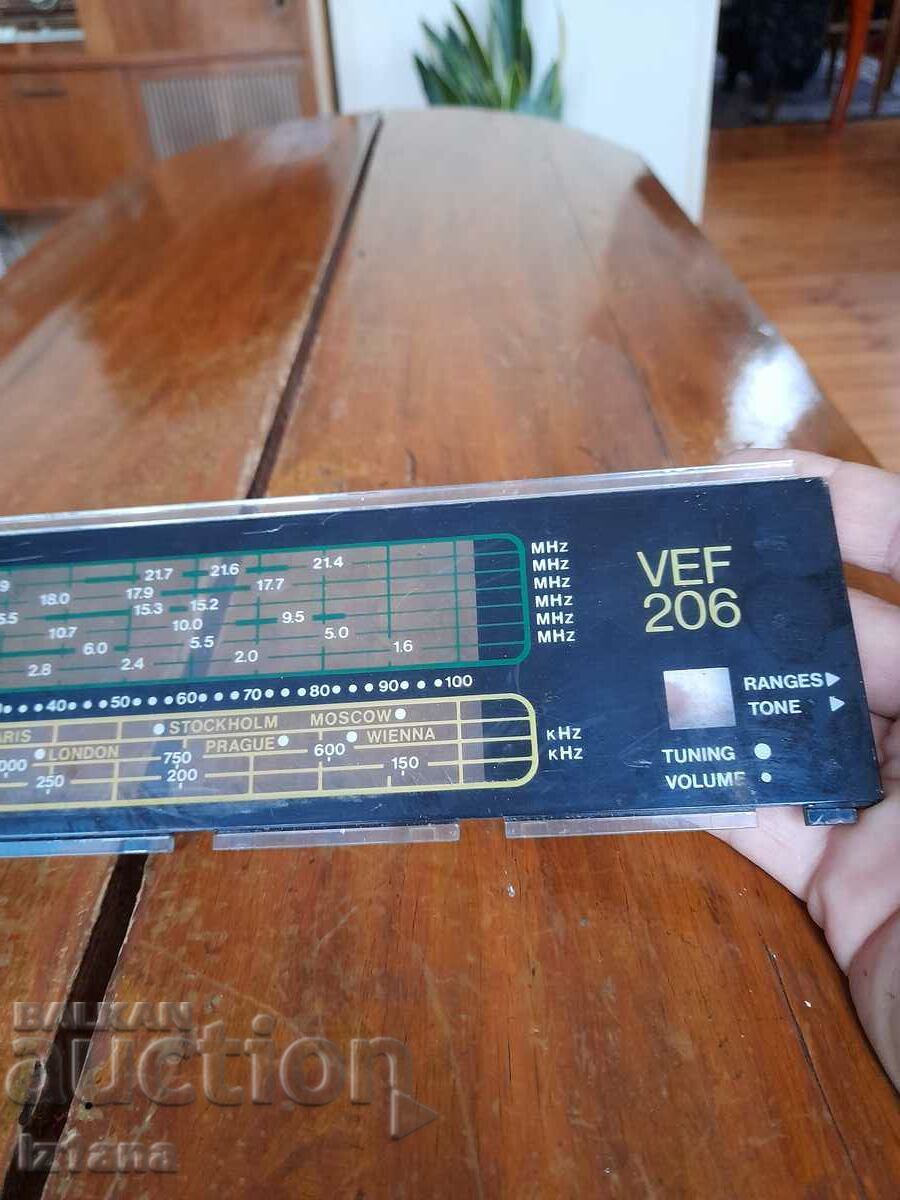 21.7 21.6 21.4 MHz
MHz
18.0 17.9 17.7 MHz
15.3 15.2 MHz
10.7 10.0 9.5 MHz
6.0 5.5 5.0 MHz
2.8 2.4 2.0 1.6
40 50 60 70 80 90 100
STOCKHOLM MOSCOW
LONDON 750 PRAGUE 600 WIENNA кHz
250 200 150 кHz
VEF
206
RANGES
TONE
TUNING
VOLUME
BALKAN
auction
Iztana